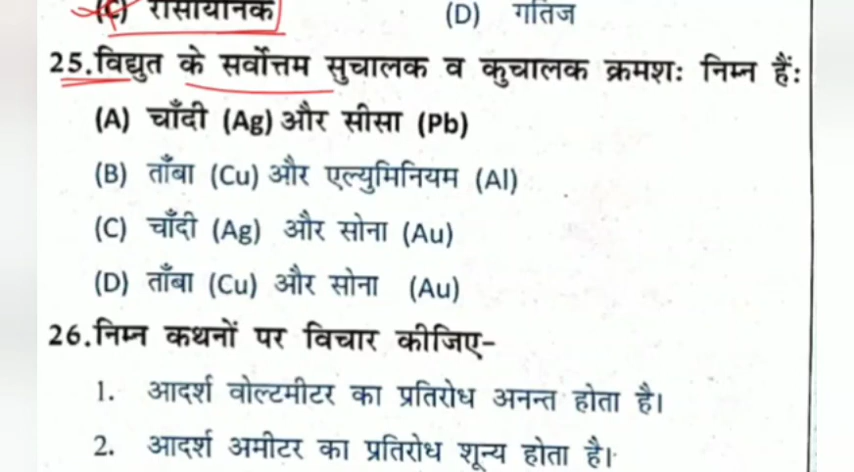 (C) रासायनिक (D) गतिज
25.विद्युत के सर्वोत्तम सुचालक व कुचालक क्रमशः निम्न हैं:
(A) चाँदी (Ag) और सीसा (Pb)
(B) ताँबा (Cu) और एल्युमिनियम (Al)
(C) चाँदी (Ag) और सोना (Au)
(D) ताँबा (Cu) और सोना (Au)
26.निम्न कथनों पर विचार कीजिए-
1. आदर्श वोल्टमीटर का प्रतिरोध अनन्त होता है।
2. आदर्श अमीटर का प्रतिरोध शून्य होता है।